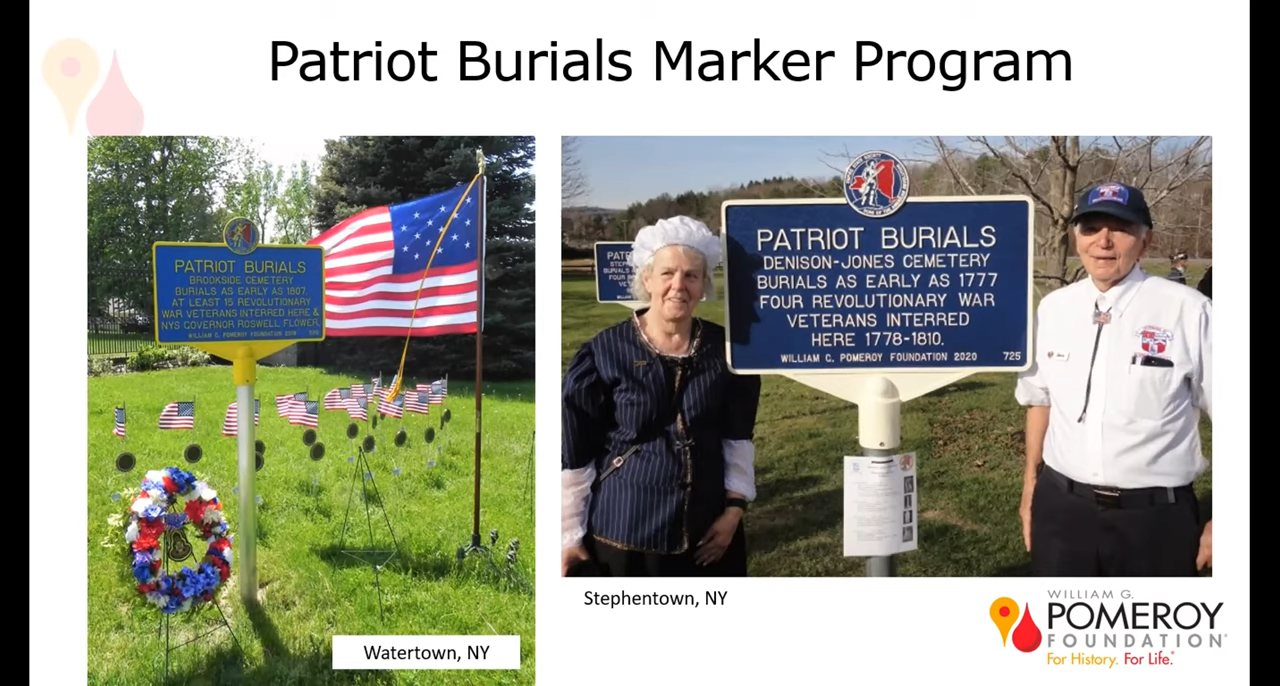 Patriot Burials Marker Program
PATRIOT BURIALS
BROOKSIDE CEMETERY
BURIALS AS EARLY AS 1807.
AT LEAST 15 REVOLUTIONARY
WAR VETERANS INTERRED HERE &
NYS GOVERNOR ROSWELL FLOWER.
WILLIAM C. POMEROY FOUNDATION
Watertown, NY
PATRIOT BURIALS
DENISON-JONES CEMETERY
BURIALS AS EARLY AS 1777
FOUR REVOLUTIONARY WAR
VETERANS INTERRED
HERE 1778-1810.
WILLIAM C. POMEROY FOUNDATION 2020 725
Stephentown, NY
WILLIAM G.
POMEROY
FOUNDATION®
For History. For Life.®